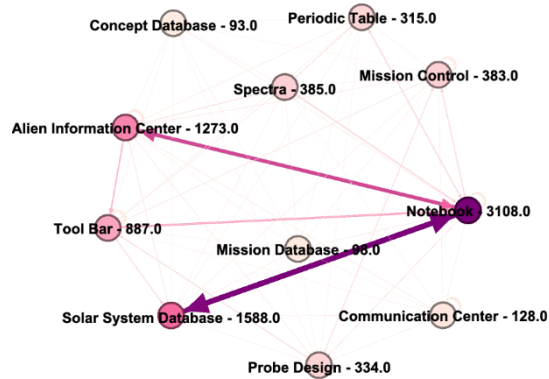 Periodic Table - 315.0
Concept Database - 93.0
Mission Control - 383.0
Spectra - 385.0
Alien Information Center - 1273.0
Notebook - 3108.0
Tool Bar - 887.0
Mission Database - 98.0
Solar System Database - 1588.0
Communication Center - 128.0
Probe Design - 334.0